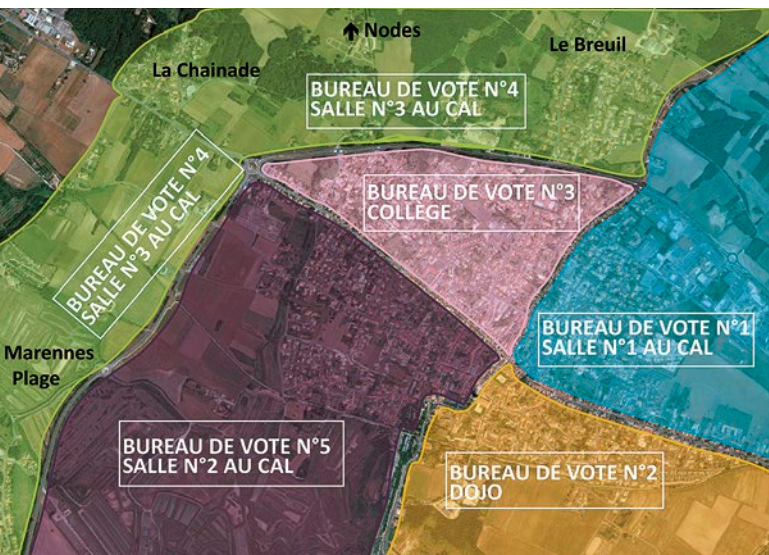 Nodes
Le Breuil
La Chainade
BUREAU DE VOTE N°4
SALLE N°3 AU CAL
BUREAU DE VOTE N°4
SALLE N°3 AU CAL
BUREAU DE VOTE N°3
COLLÈGE
BUREAU DE VOTE N°1
SALLE N°1 AU CAL
Marennes
Plage
BUREAU DE VOTE N°5
SALLE N°2 AU CAL
BUREAU DE VOTE N°2
DOJO